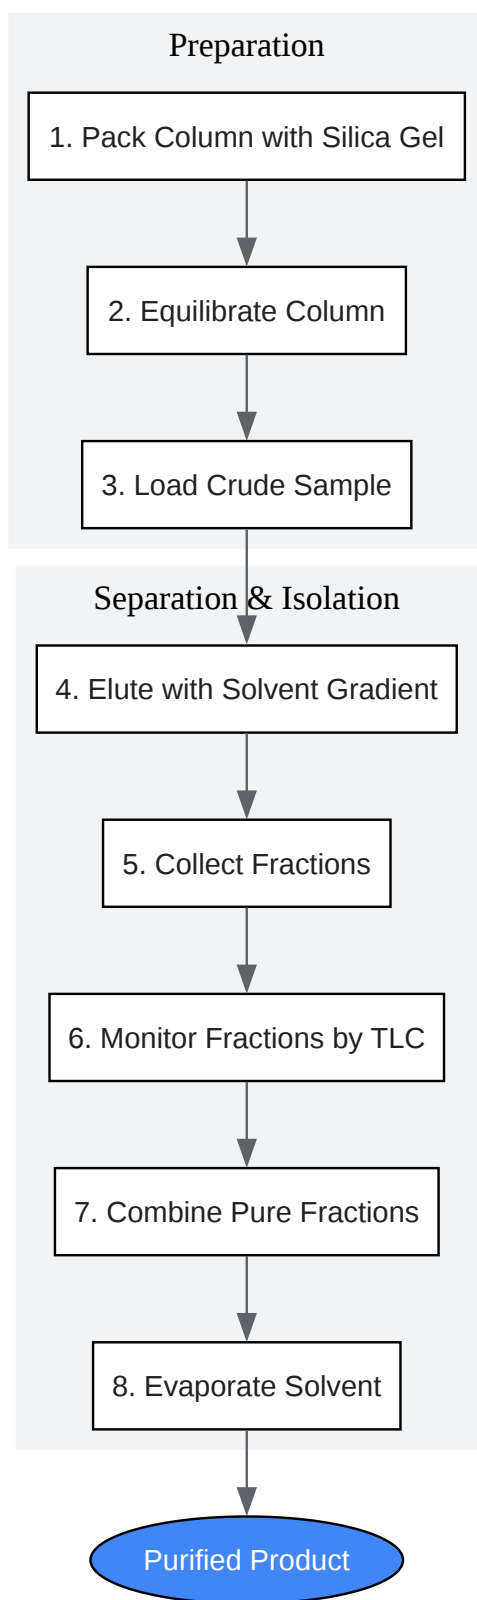 Preparation
1. Pack Column with Silica Gel
2. Equilibrate Column
3. Load Crude Sample
Separation & Isolation
4. Elute with Solvent Gradient
5. Collect Fractions
6. Monitor Fractions by TLC
7. Combine Pure Fractions
8. Evaporate Solvent
Purified Product